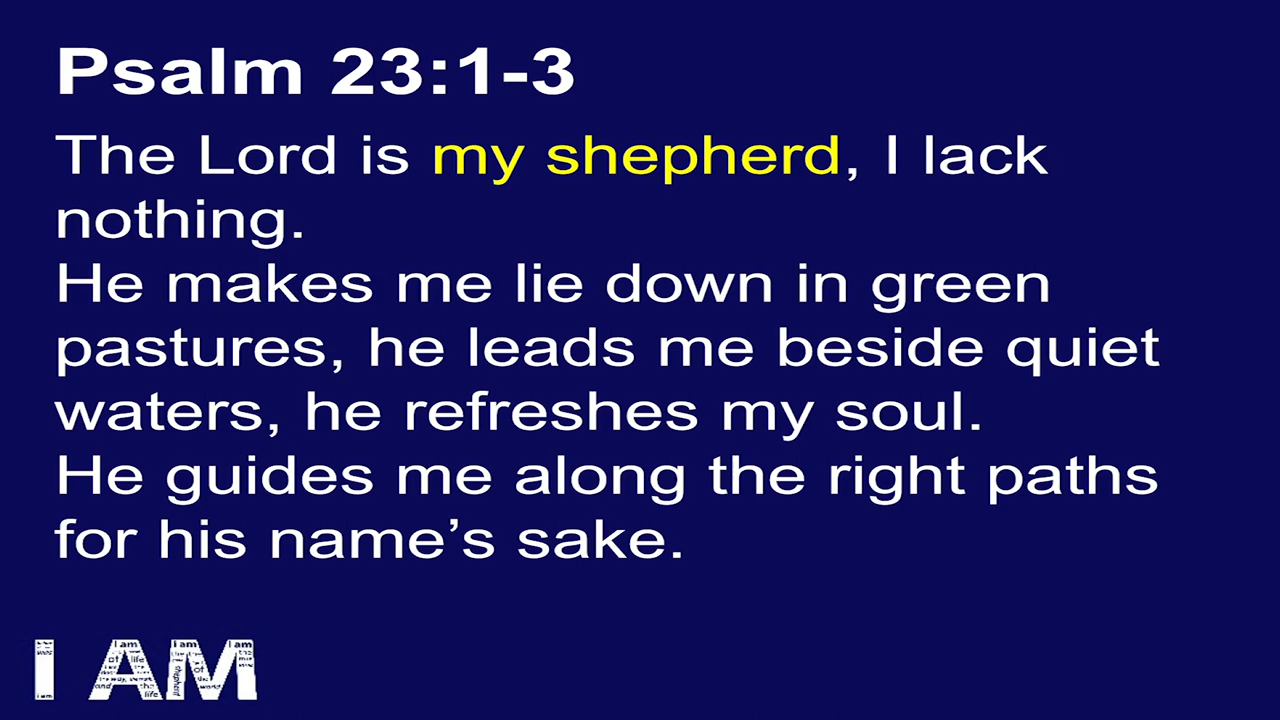 Psalm 23:1-3
The Lord is my shepherd, I lack
nothing.
He makes me lie down in green
pastures, he leads me beside quiet
waters, he refreshes my soul.
He guides me along the right paths
for his name’s sake.
I AM